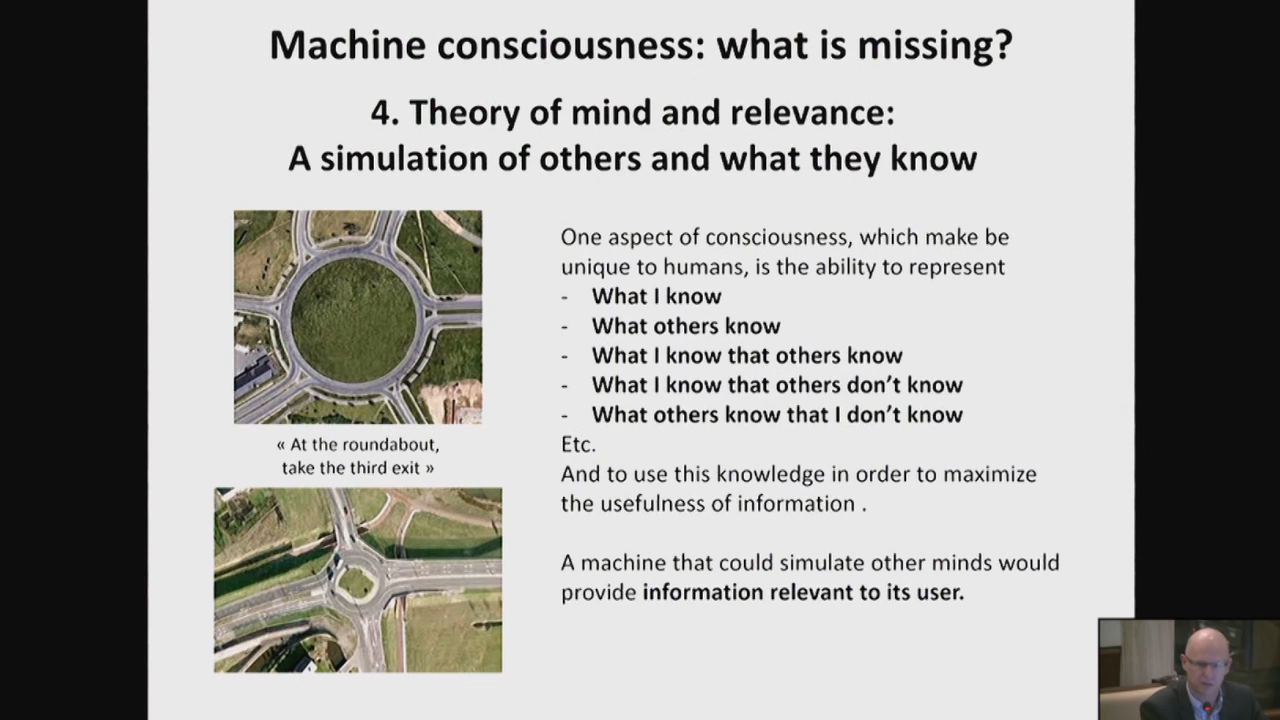 Machine consciousness: what is missing?
4. Theory of mind and relevance:
A simulation of others and what they know
One aspect of consciousness, which make be
unique to humans, is the ability to represent
- What I know
- What others know
- What I know that others know
- What I know that others don’t know
- What others know that I don’t know
Etc.
And to use this knowledge in order to maximize
the usefulness of information .
A machine that could simulate other minds would
provide information relevant to its user.
« At the roundabout,
take the third exit »